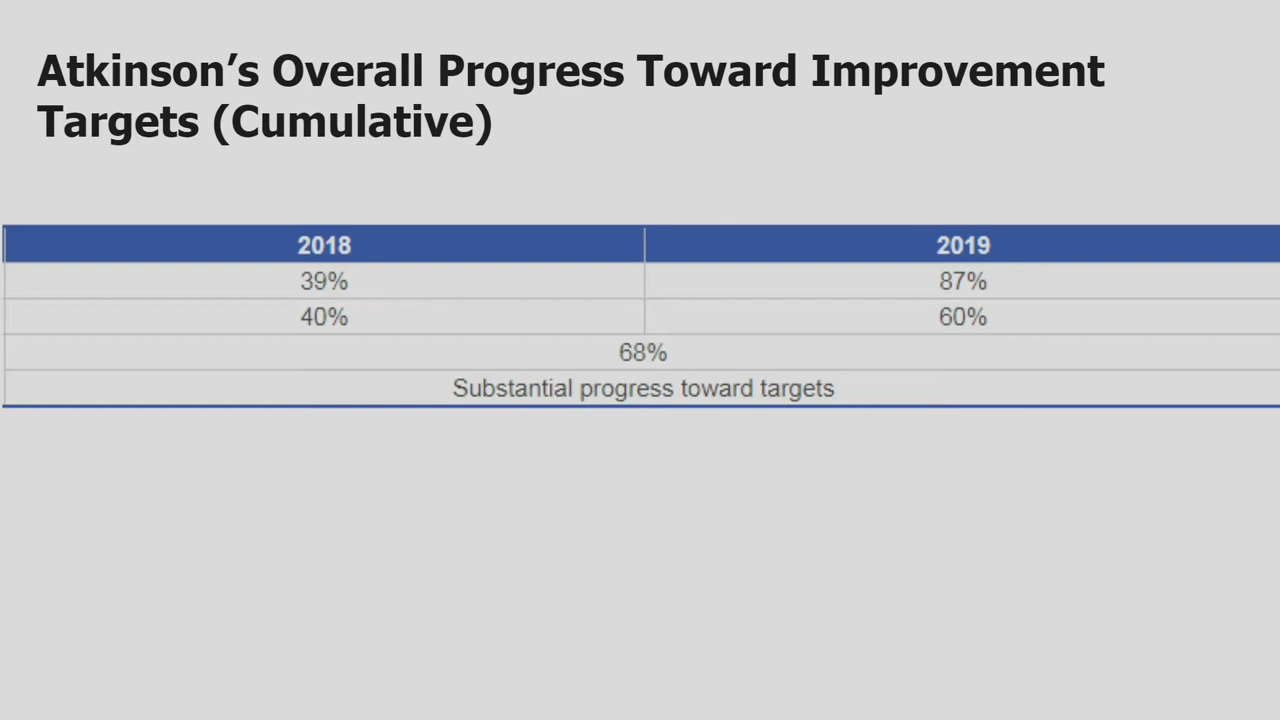 Atkinson’s Overall Progress Toward Improvement
Targets (Cumulative)
2018 2019
39% 87%
40% 60%
68%
Substantial progress toward targets